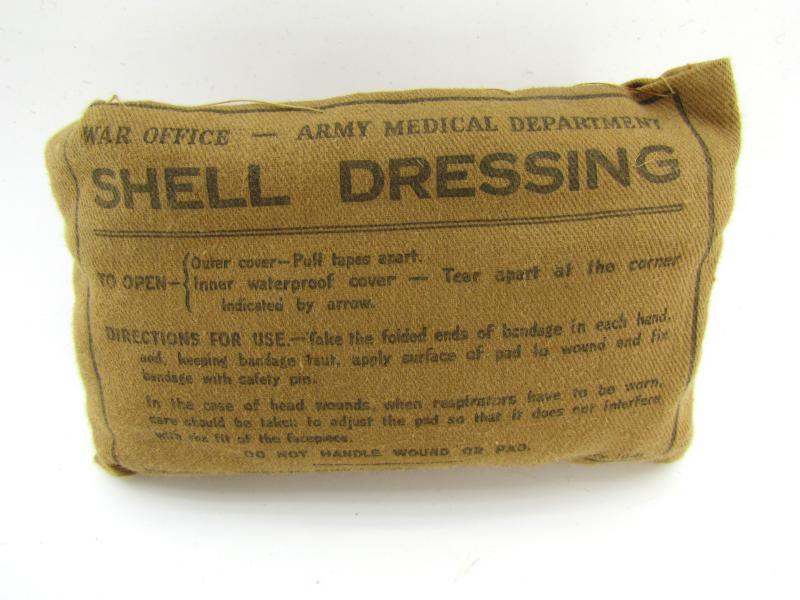 WAR OFFICE — ARMY MEDICAL DEPARTMENT
SHELL DRESSING
TO OPEN— { Outer cover—Pull tapes apart.
Inner waterproof cover — Tear apart at the corner
indicated by arrow.
DIRECTIONS FOR USE.—Take the folded ends of bandage in each hand,
and, keeping bandage taut, apply surface of pad to wound and fix
bandage with safety pin.
In the case of head wounds, when respirators have to be worn,
care should be taken to adjust the pad so that it does not interfere
with the fit of the facepiece.
DO NOT HANDLE WOUND OR PAD.